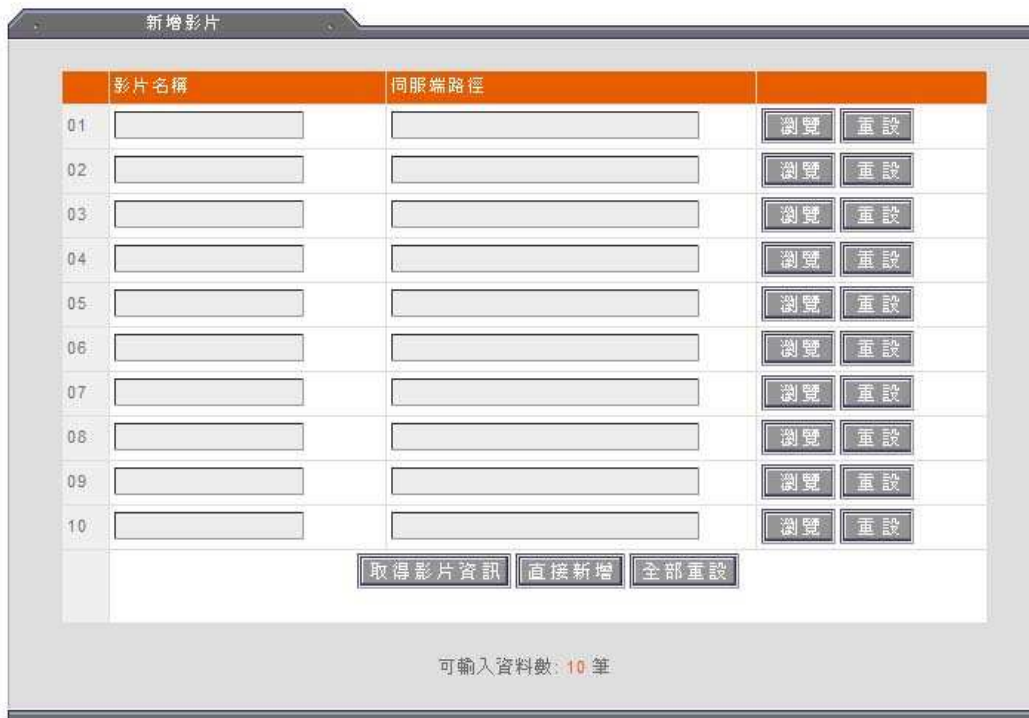 新增影片
影片名稱 伺服端路徑
01 瀏覽 重設
02 瀏覽 重設
03 瀏覽 重設
04 瀏覽 重設
05 瀏覽 重設
06 瀏覽 重設
07 瀏覽 重設
08 瀏覽 重設
09 瀏覽 重設
10 瀏覽 重設
取得影片資訊 直接新增 全部重設
可輸入資料數: 10 筆